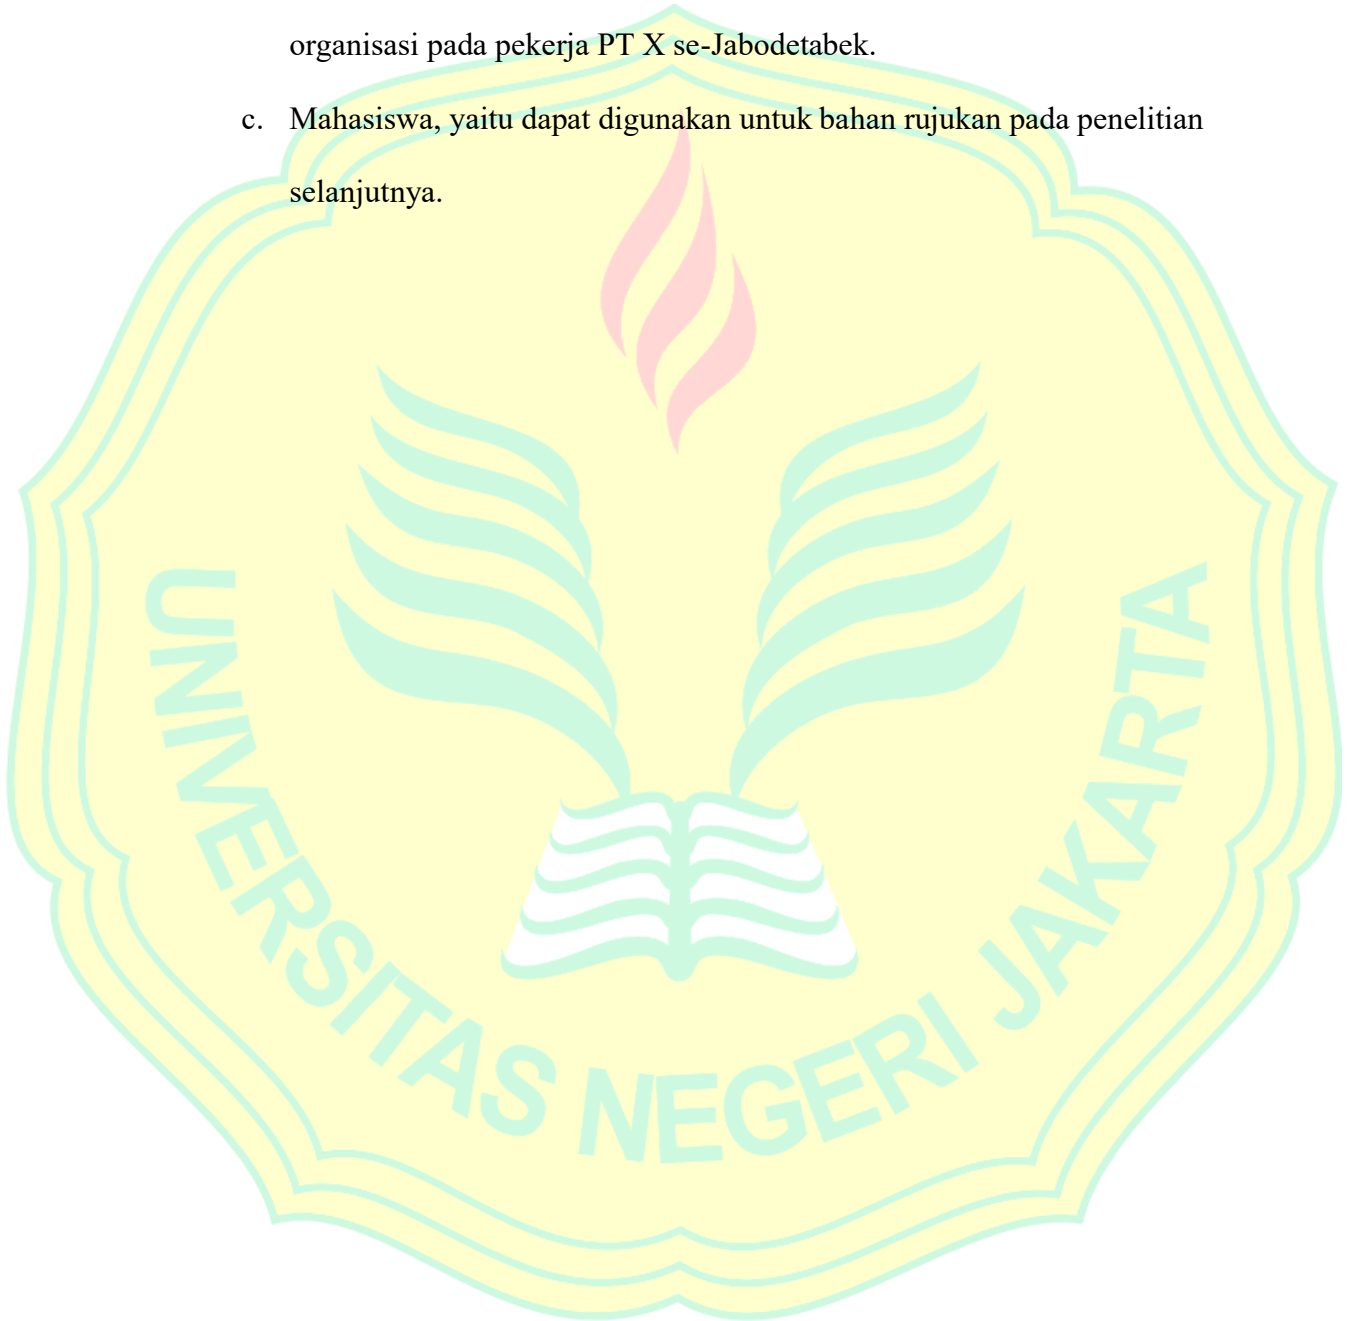 organisasi pada pekerja PT X se-Jabodetabek.
c. Mahasiswa, yaitu dapat digunakan untuk bahan rujukan pada penelitian
selanjutnya.
UNIVERSITAS NEGERI JAKARTA